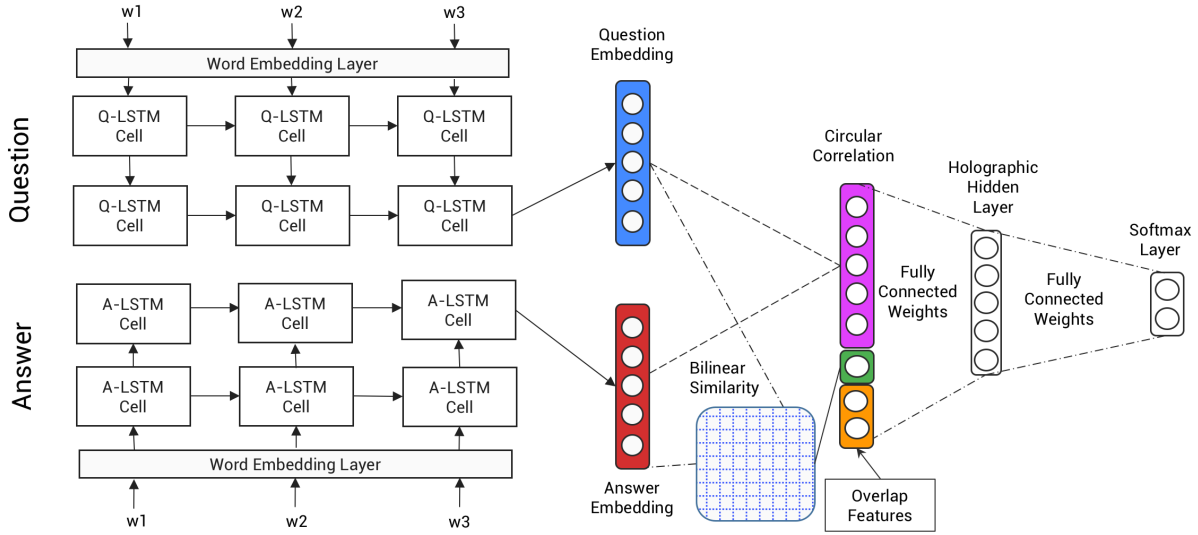 w1
w2
w3
Word Embedding Layer
Q-LSTM
Cell
Q-LSTM
Cell
Q-LSTM
Cell
Q-LSTM
Cell
Q-LSTM
Cell
Q-LSTM
Cell
Question
A-LSTM
Cell
A-LSTM
Cell
A-LSTM
Cell
A-LSTM
Cell
A-LSTM
Cell
A-LSTM
Cell
Answer
Word Embedding Layer
w1
w2
w3
Question
Embedding
Answer
Embedding
Bilinear
Similarity
Circular
Correlation
Overlap
Features
Fully
Connected
Weights
Holographic
Hidden
Layer
Fully
Connected
Weights
Softmax
Layer